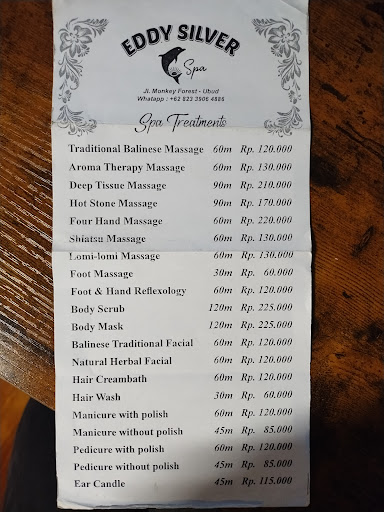 EDDY SILVER
Spa
Jl. Monkey Forest - Ubud
Whatapp : +62 823 3906 4886
Spa Treatments
Traditional Balinese Massage 60m Rp. 120.000
Aroma Therapy Massage 60m Rp. 130.000
Deep Tissue Massage 90m Rp. 210.000
Hot Stone Massage 90m Rp. 170.000
Four Hand Massage 60m Rp. 220.000
Shiatsu Massage 60m Rp. 130.000
Lomi-lomi Massage 60m Rp. 130.000
Foot Massage 30m Rp. 60.000
Foot & Hand Reflexology 60m Rp. 120.000
Body Scrub 120m Rp. 225.000
Body Mask 120m Rp. 225.000
Balinese Traditional Facial 60m Rp. 120.000
Natural Herbal Facial 60m Rp. 120.000
Hair Creambath 60m Rp. 120.000
Hair Wash 30m Rp. 60.000
Manicure with polish 60m Rp. 120.000
Manicure without polish 45m Rp. 85.000
Pedicure with polish 60m Rp. 120.000
Pedicure without polish 45m Rp. 85.000
Ear Candle 45m Rp. 115.000